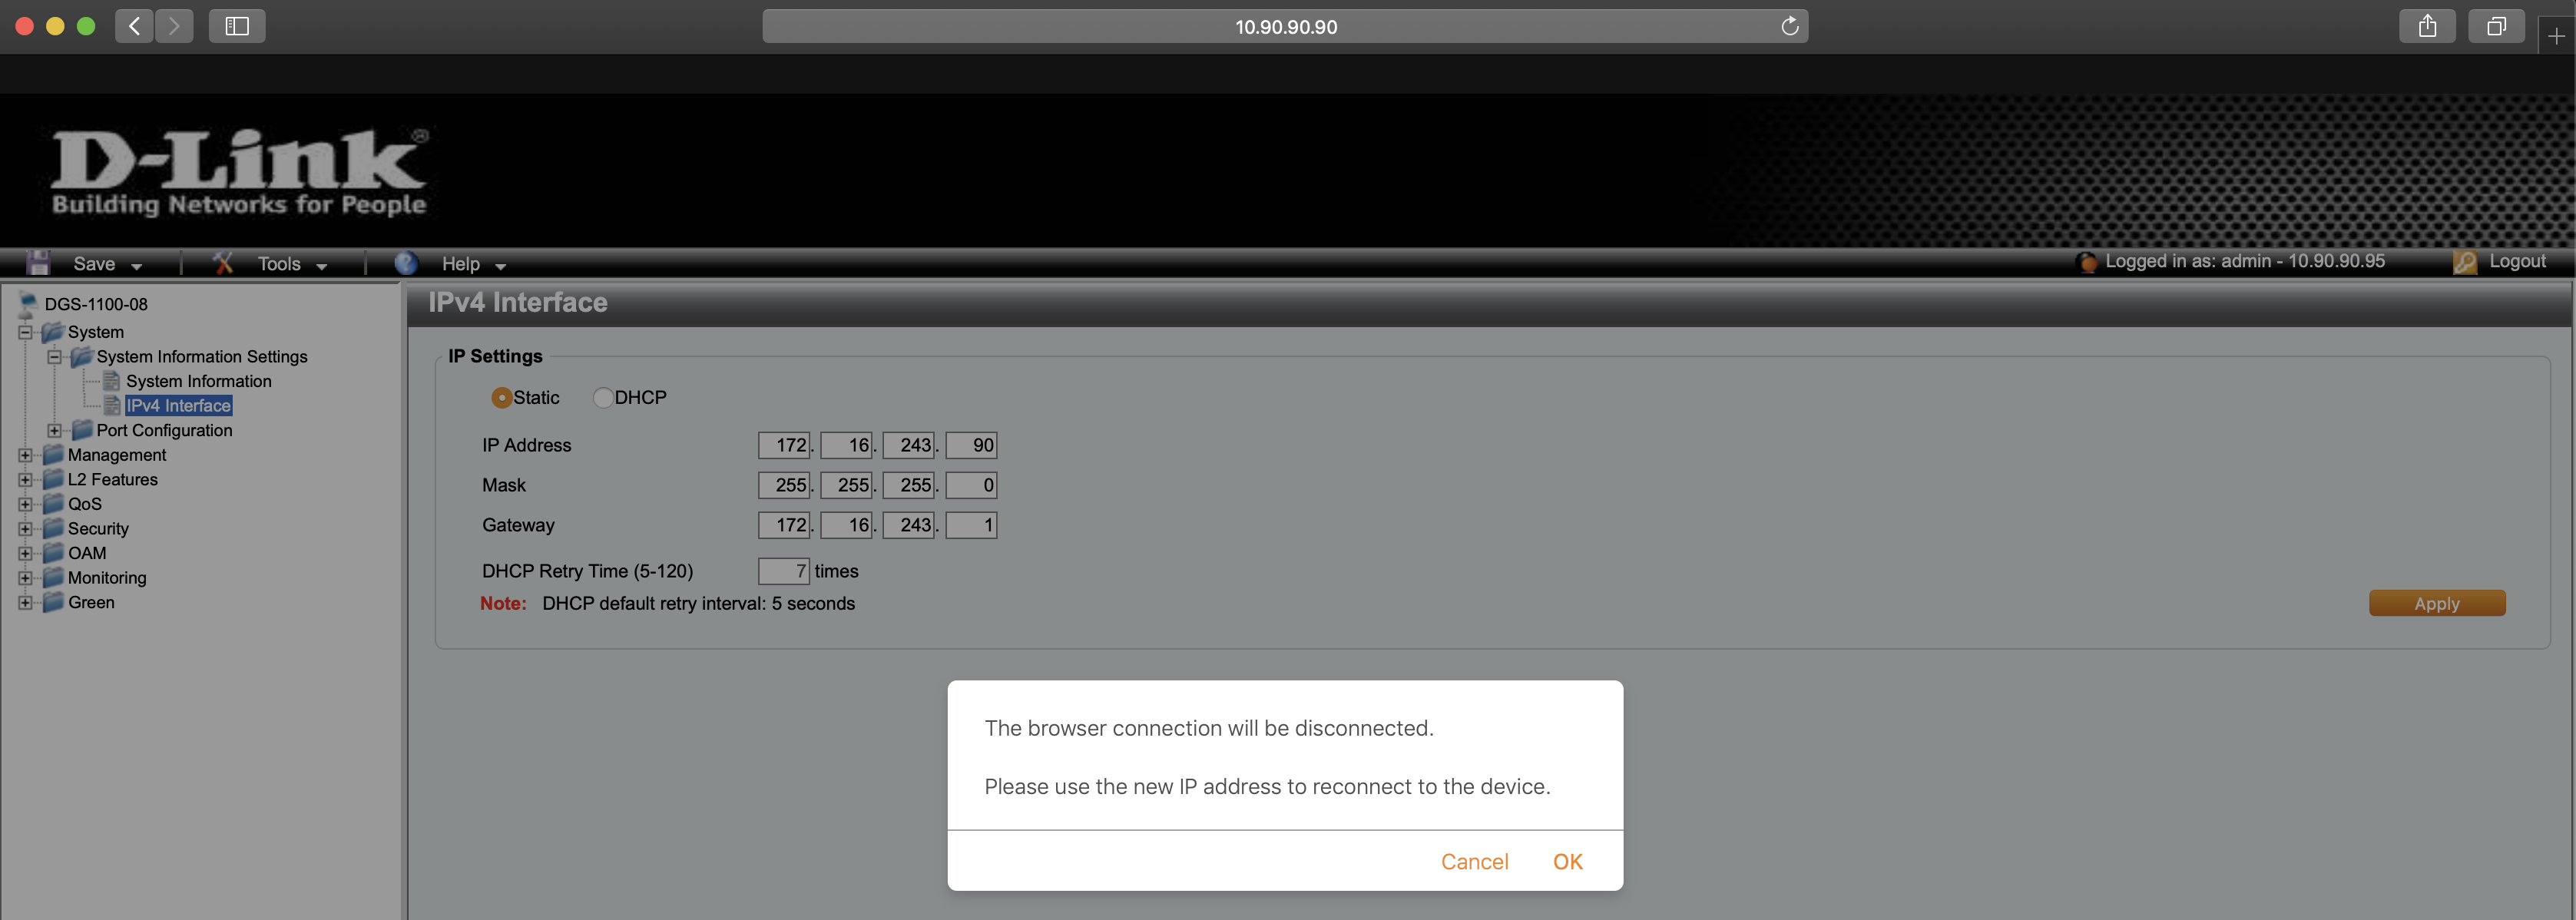 10.90.90.90
D-Link®
Building Networks for People
Save Tools Help Logged in as: admin - 10.90.90.95 Logout
DGS-1100-08
System
System Information Settings
System Information
IPv4 Interface
Port Configuration
Management
L2 Features
QoS
Security
OAM
Monitoring
Green
IPv4 Interface
IP Settings
Static DHCP
IP Address 172. 16. 243. 90
Mask 255. 255. 255. 0
Gateway 172. 16. 243. 1
DHCP Retry Time (5-120) 7 times
Note: DHCP default retry interval: 5 seconds
Apply
The browser connection will be disconnected.
Please use the new IP address to reconnect to the device.
Cancel OK